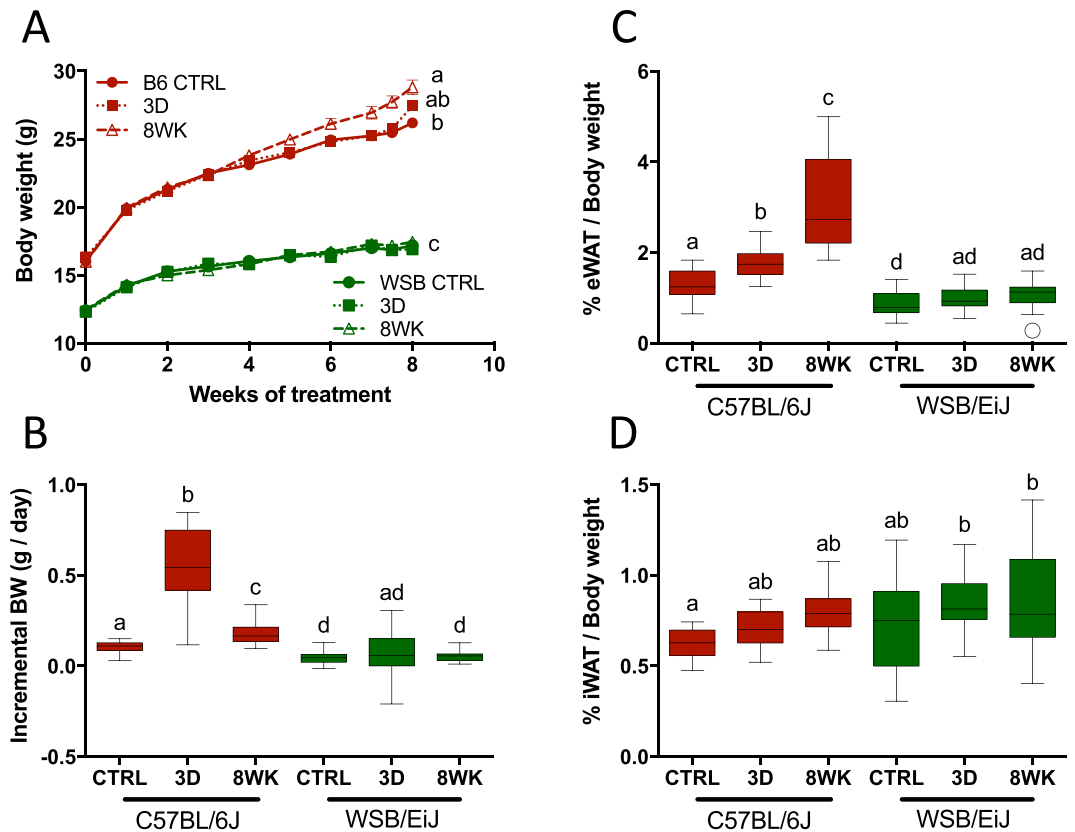 A
Body weight (g)
30
25
20
15
10
B6 CTRL
3D
8WK
a
ab
b
c
WSB CTRL
3D
8WK
0 2 4 6 8 10
Weeks of treatment
B
Incremental BW (g / day)
1.0
0.5
0.0
-0.5
a b c d ad d
CTRL 3D 8WK CTRL 3D 8WK
C57BL/6J WSB/EiJ
C
% eWAT / Body weight
6
4
2
0
a b c d ad ad
CTRL 3D 8WK CTRL 3D 8WK
C57BL/6J WSB/EiJ
D
% iWAT / Body weight
1.5
1.0
0.5
0.0
a ab ab ab b b
CTRL 3D 8WK CTRL 3D 8WK
C57BL/6J WSB/EiJ